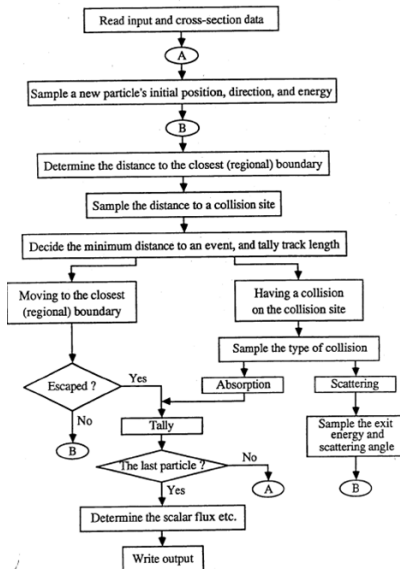 Read input and cross-section data
A
Sample a new particle's initial position, direction, and energy
B
Determine the distance to the closest (regional) boundary
Sample the distance to a collision site
Decide the minimum distance to an event, and tally track length
Moving to the closest
(regional) boundary
Having a collision
on the collision site
Sample the type of collision
Escaped ?
Yes
Absorption
Scattering
No
Tally
Sample the exit
energy and
scattering angle
B
The last particle ?
No
A
B
Yes
Determine the scalar flux etc.
Write output